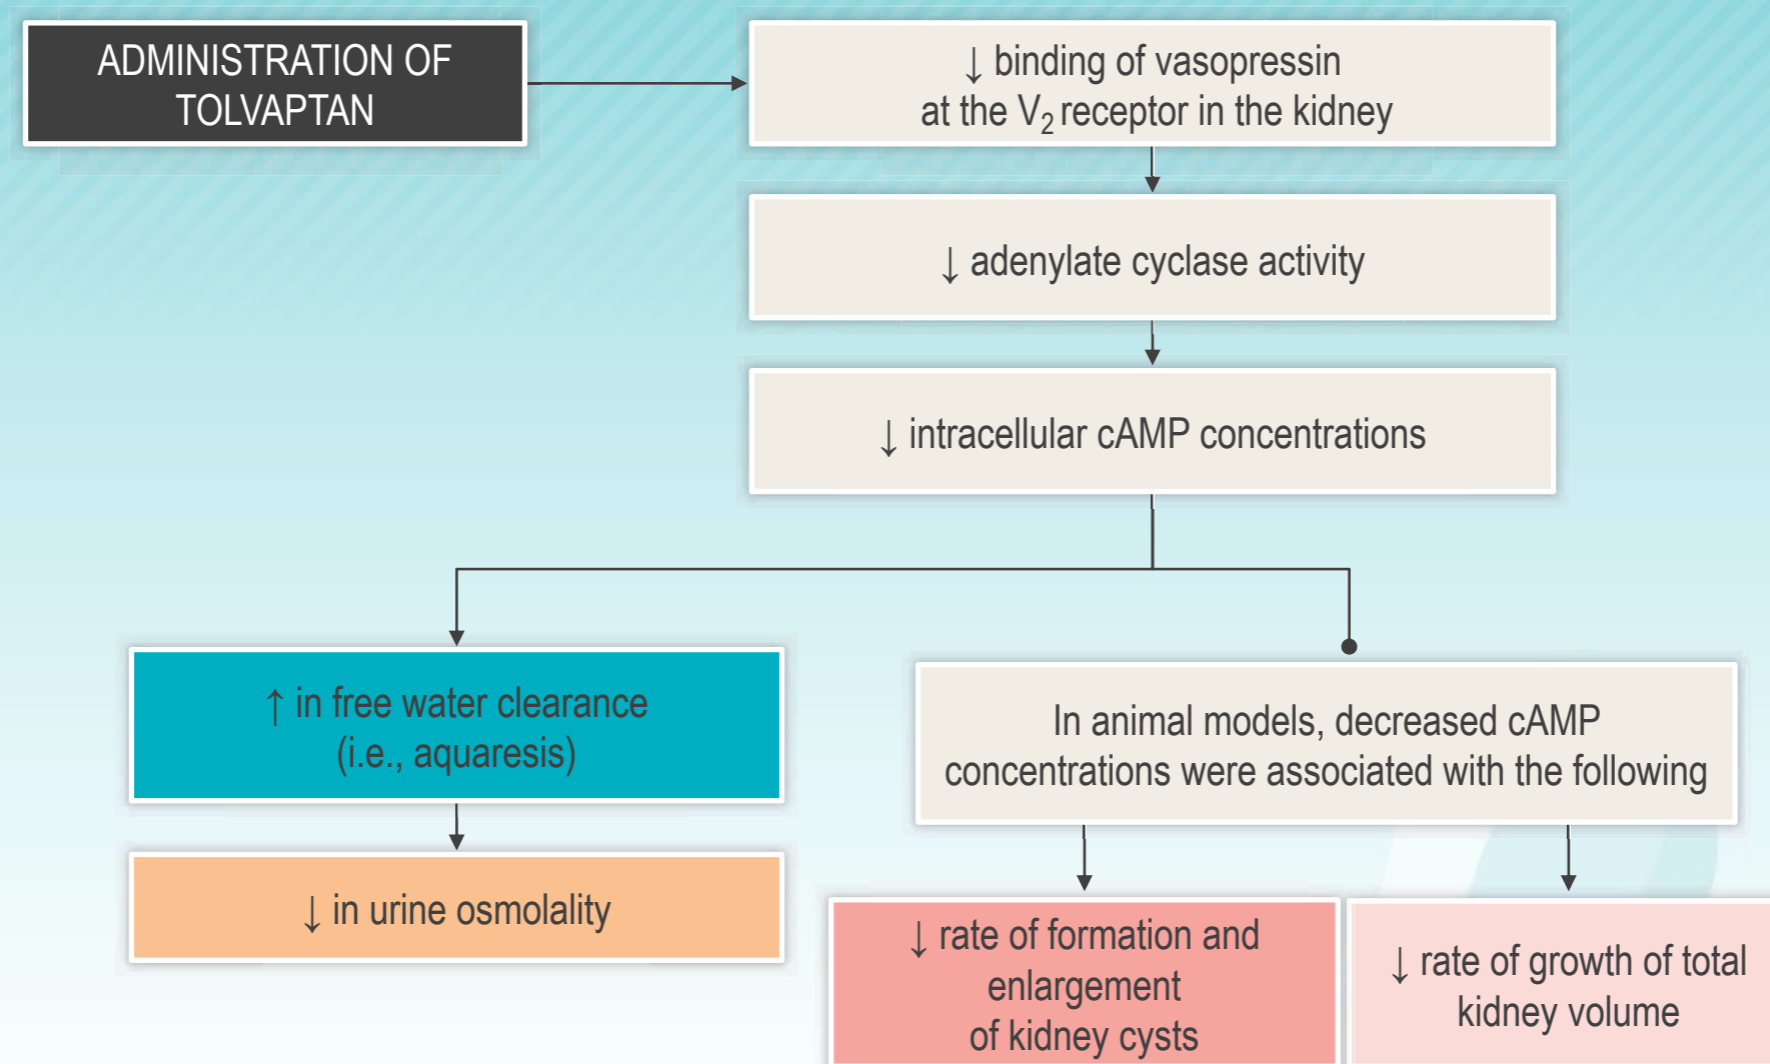 ADMINISTRATION OF
TOLVAPTAN
↓ binding of vasopressin
at the V₂ receptor in the kidney
↓ adenylate cyclase activity
↓ intracellular cAMP concentrations
↑ in free water clearance
(i.e., aquaresis)
↓ in urine osmolality
In animal models, decreased cAMP
concentrations were associated with the following
↓ rate of formation and
enlargement
of kidney cysts
↓ rate of growth of total
kidney volume